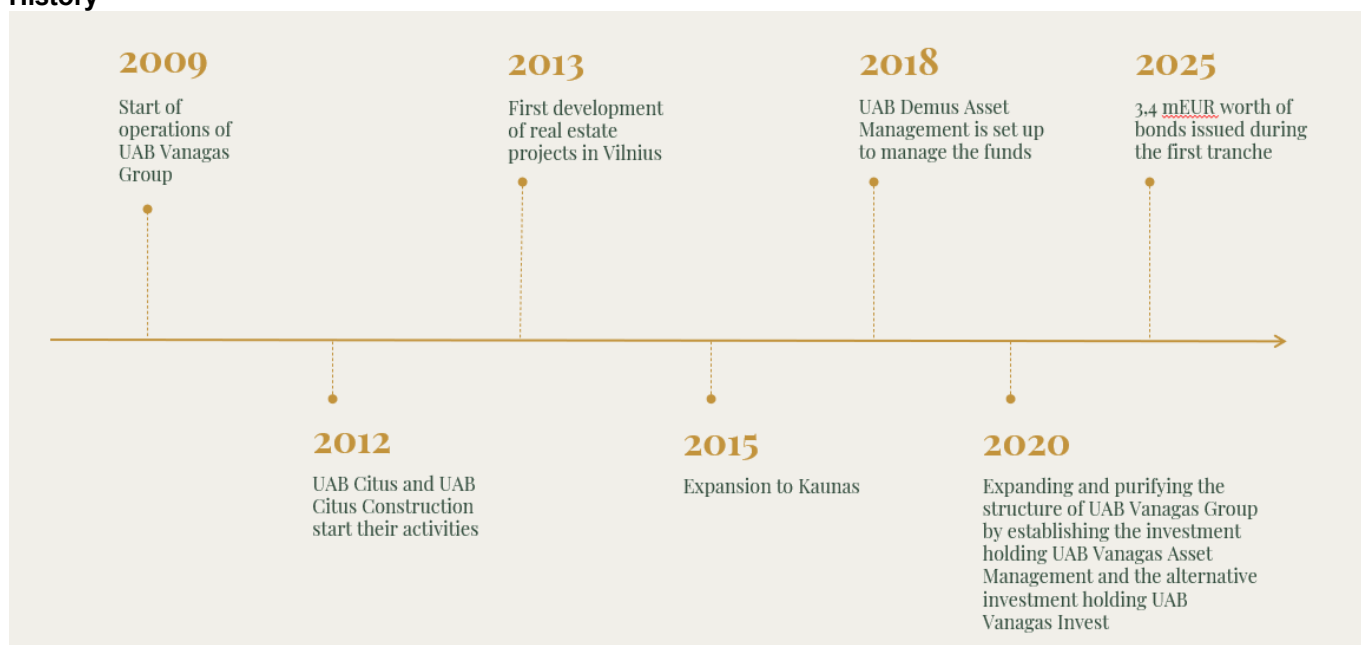 History
2009
Start of
operations of
UAB Vanagas
Group
2013
First development
of real estate
projects in Vilnius
2018
UAB Demus Asset
Management is set up
to manage the funds
2025
3,4 mEUR worth of
bonds issued during
the first tranche
2012
UAB Citus and UAB
Citus Construction
start their activities
2015
Expansion to Kaunas
2020
Expanding and purifying the
structure of UAB Vanagas Group
by establishing the investment
holding UAB Vanagas Asset
Management and the alternative
investment holding UAB
Vanagas Invest